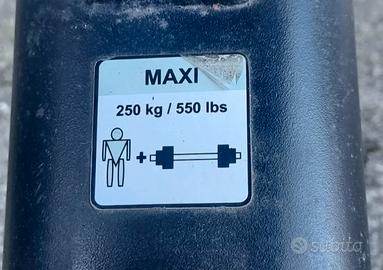 MAXI
250 kg / 550 lbs
+
subito